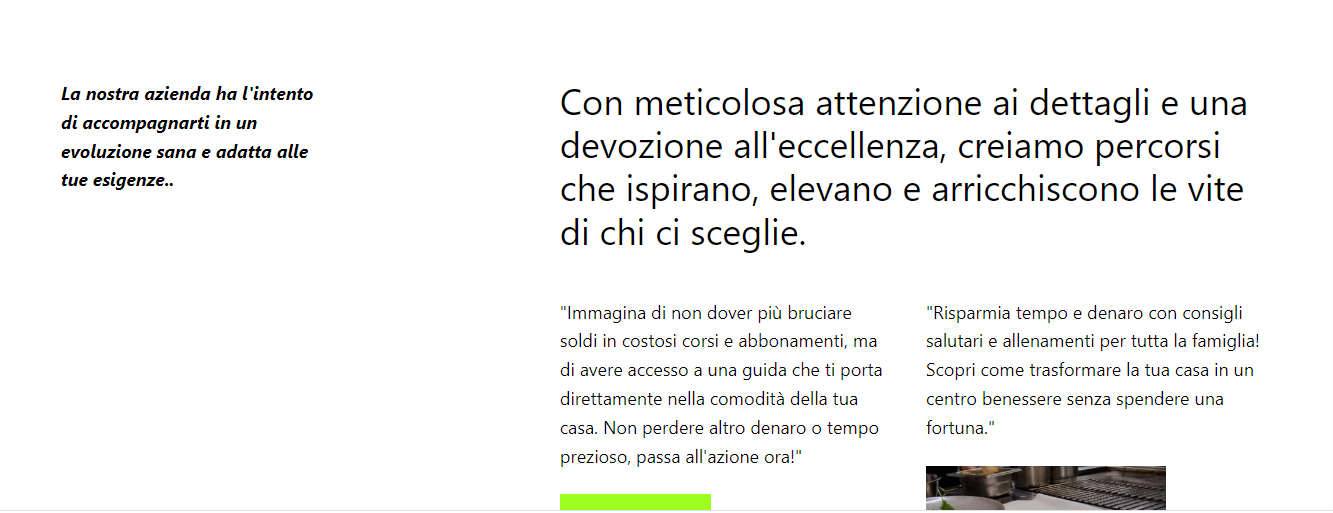 La nostra azienda ha l'intento
di accompagnarti in un
evoluzione sana e adatta alle
tue esigenze..
Con meticolosa attenzione ai dettagli e una
devozione all'eccellenza, creiamo percorsi
che ispirano, elevano e arricchiscono le vite
di chi ci sceglie.
"Immagina di non dover più bruciare
soldi in costosi corsi e abbonamenti, ma
di avere accesso a una guida che ti porta
direttamente nella comodità della tua
casa. Non perdere altro denaro o tempo
prezioso, passa all'azione ora!"
"Risparmia tempo e denaro con consigli
salutari e allenamenti per tutta la famiglia!
Scopri come trasformare la tua casa in un
centro benessere senza spendere una
fortuna."